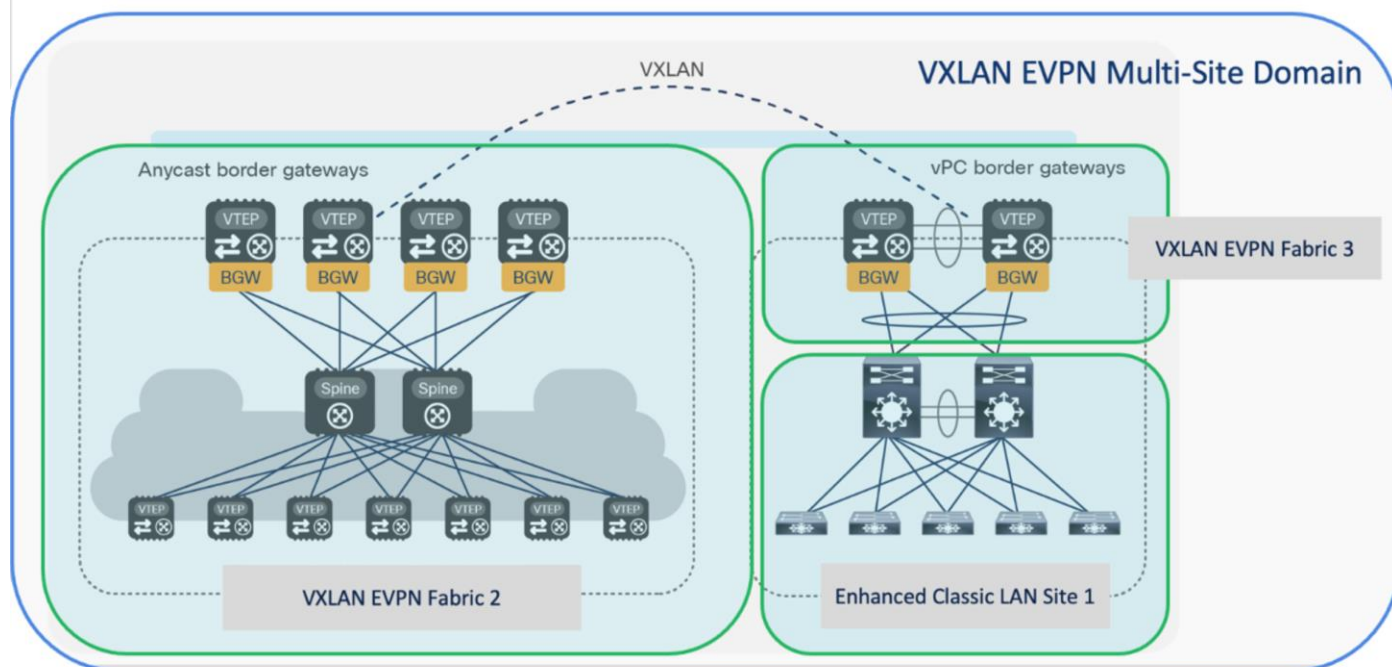 VXLAN
VXLAN EVPN Multi-Site Domain
Anycast border gateways
vPC border gateways
VTEP
VTEP
VTEP
VTEP
VTEP
VTEP
BGW
BGW
BGW
BGW
BGW
BGW
VXLAN EVPN Fabric 3
Spine
Spine
VTEP
VTEP
VTEP
VTEP
VTEP
VTEP
VTEP
VXLAN EVPN Fabric 2
Enhanced Classic LAN Site 1